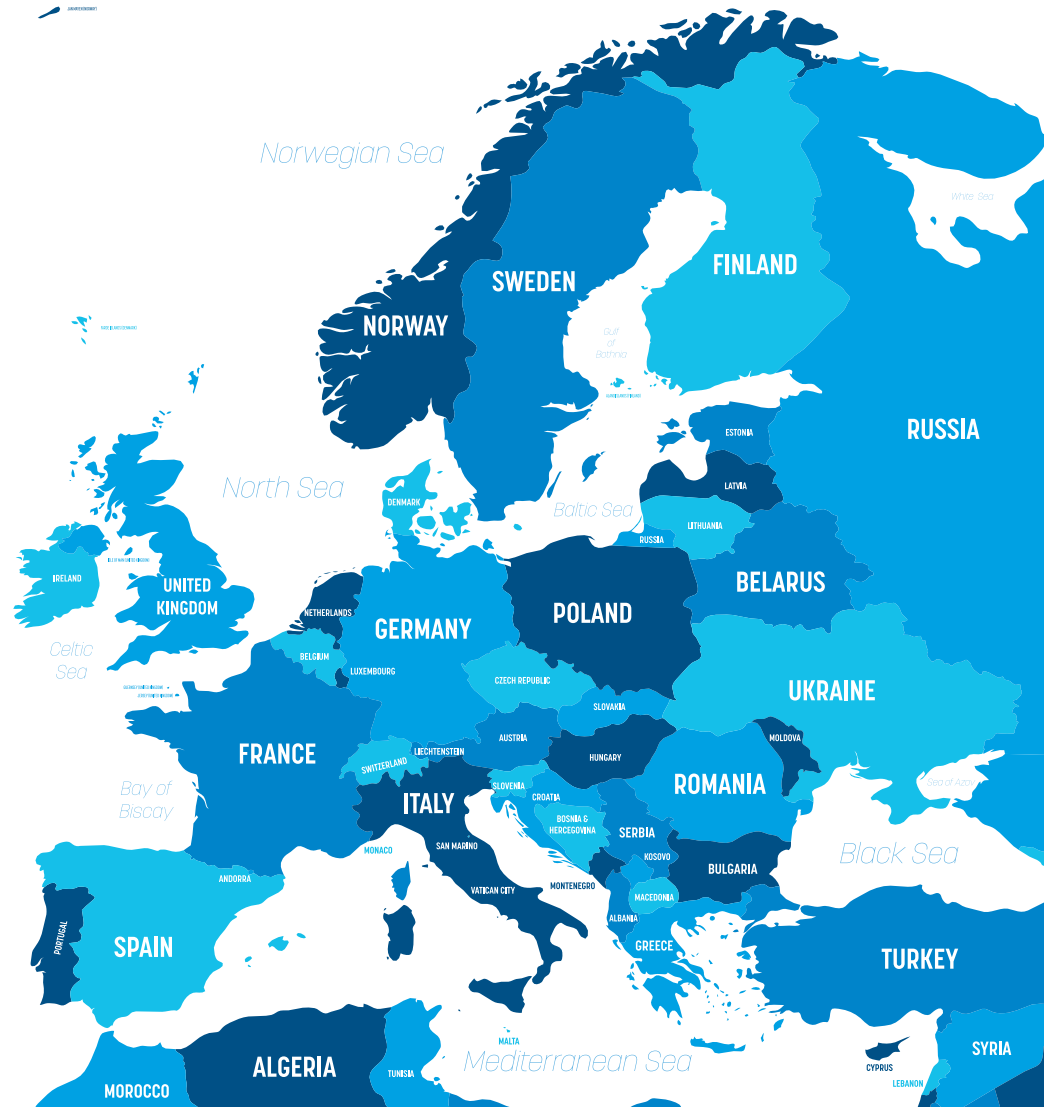 Norwegian Sea
White Sea
FINLAND
SWEDEN
NORWAY
Gulf
of
Bothnia
RUSSIA
ESTONIA
North Sea
LATVIA
DENMARK
Baltic Sea
LITHUANIA
RUSSIA
IRELAND
UNITED
KINGDOM
BELARUS
NETHERLANDS
POLAND
GERMANY
Celtic
Sea
BELGIUM
LUXEMBOURG
CZECH REPUBLIC
UKRAINE
SLOVAKIA
AUSTRIA
MOLDOVA
FRANCE
LIECHTENSTEIN
SWITZERLAND
HUNGARY
Bay of
Biscay
SLOVENIA
ROMANIA
Sea of Azov
ITALY
CROATIA
BOSNIA &
HERCEGOVINA
SERBIA
SAN MARINO
MONACO
KOSOVO
Black Sea
BULGARIA
ANDORRA
VATICAN CITY
MONTENEGRO
MACEDONIA
ALBANIA
PORTUGAL
SPAIN
GREECE
TURKEY
MALTA
SYRIA
Mediterranean Sea
ALGERIA
TUNISIA
CYPRUS
LEBANON
MOROCCO